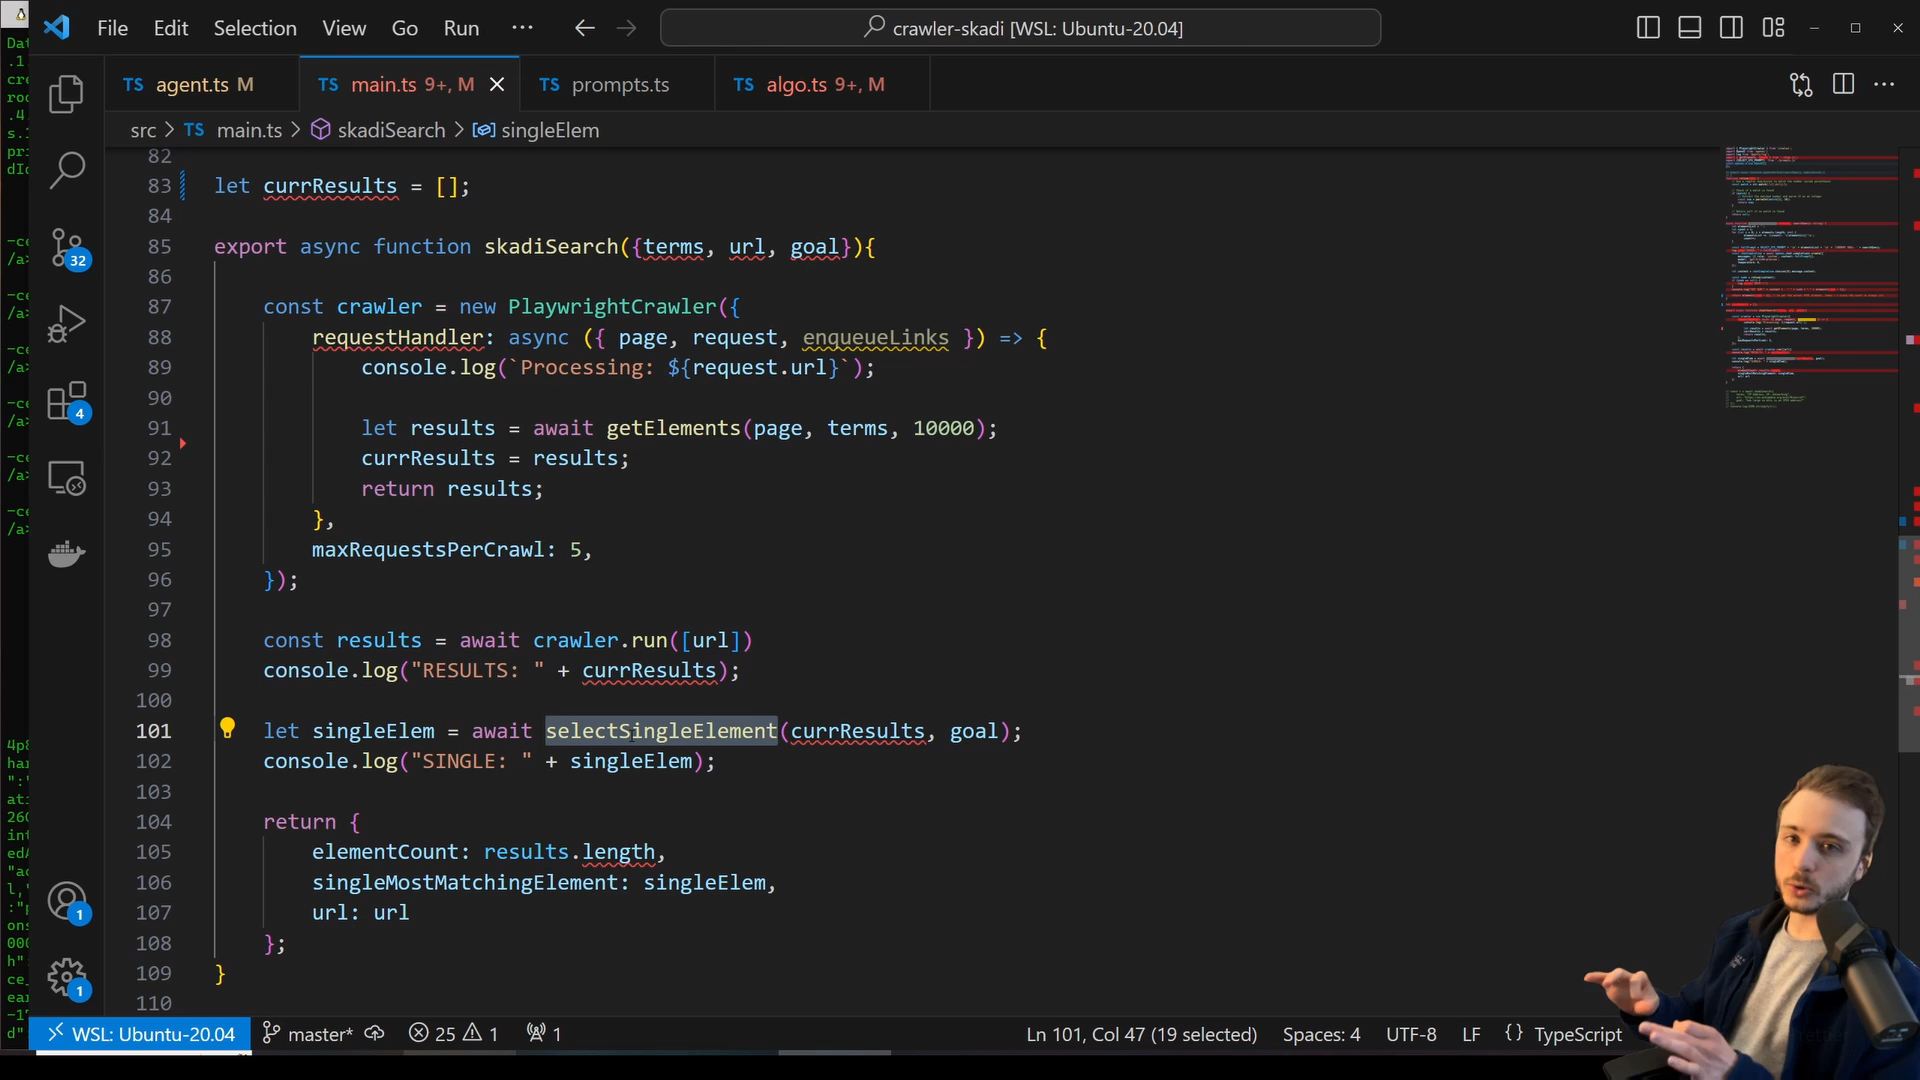 File Edit Selection View Go Run ··· crawler-skadi [WSL: Ubuntu-20.04]
TS agent.ts M TS main.ts 9+, M TS prompts.ts TS algo.ts 9+, M
src > TS main.ts > skadiSearch > singleElem
82
83 let currResults = [];
84
85 export async function skadiSearch({terms, url, goal}){
86
87 const crawler = new PlaywrightCrawler({
88 requestHandler: async ({ page, request, enqueueLinks }) => {
89 console.log(`Processing: ${request.url}`);
90
91 let results = await getElements(page, terms, 10000);
92 currResults = results;
93 return results;
94 },
95 maxRequestsPerCrawl: 5,
96 });
97
98 const results = await crawler.run([url])
99 console.log("RESULTS: " + currResults);
100
101 let singleElem = await selectSingleElement(currResults, goal);
102 console.log("SINGLE: " + singleElem);
103
104 return {
105 elementCount: results.length,
106 singleMostMatchingElement: singleElem,
107 url: url
108 };
109 }
110
32
4
1
1
WSL: Ubuntu-20.04 master* 25 1 1 Ln 101, Col 47 (19 selected) Spaces: 4 UTF-8 LF {} TypeScript